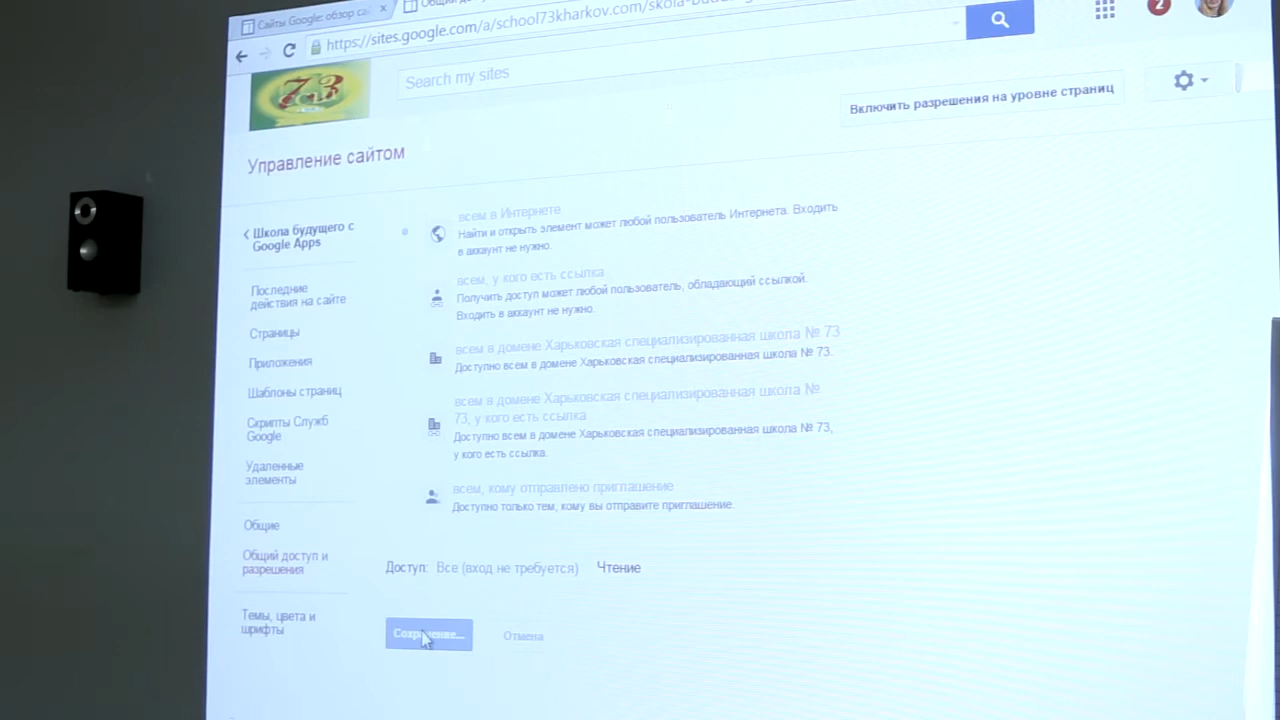 Сайты Google: обзор са
https://sites.google.com/a/school73kharkov.com/skola-budu
2
73
Search my sites
Включить разрешения на уровне страниц
Управление сайтом
Школа будущего с
Google Apps
Последние
действия на сайте
Страницы
Приложения
Шаблоны страниц
Скрипты Служб
Google
Удаленные
элементы
Общие
Общий доступ и
разрешения
Темы, цвета и
шрифты
всем в Интернете
Найти и открыть элемент может любой пользователь Интернета. Входить
в аккаунт не нужно.
всем, у кого есть ссылка
Получить доступ может любой пользователь, обладающий ссылкой.
Входить в аккаунт не нужно.
всем в домене Харьковская специализированная школа № 73
Доступно всем в домене Харьковская специализированная школа № 73.
всем в домене Харьковская специализированная школа №
73, у кого есть ссылка
Доступно всем в домене Харьковская специализированная школа № 73,
у кого есть ссылка.
всем, кому отправлено приглашение
Доступно только тем, кому вы отправите приглашение.
Доступ: Все (вход не требуется) Чтение
Сохранение... Отмена